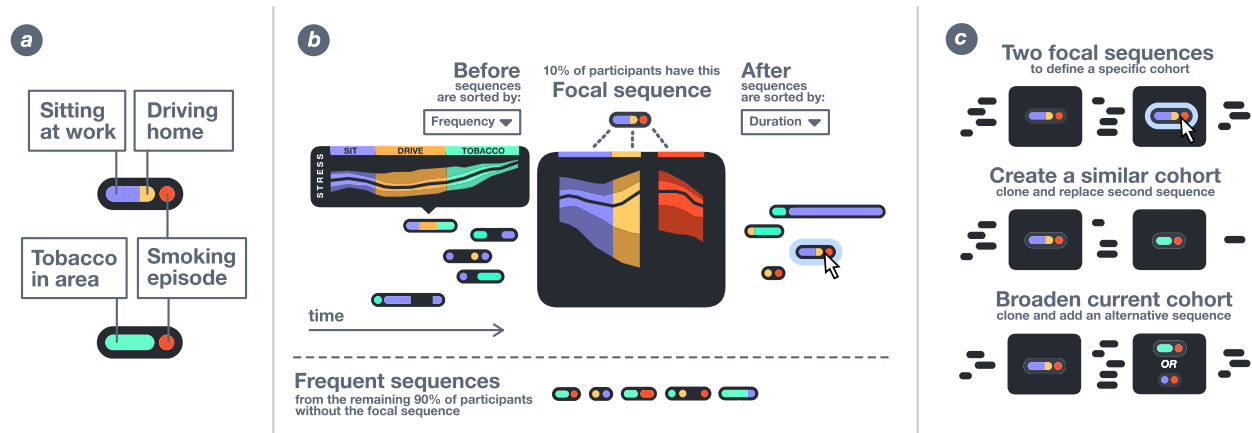 a
Sitting
at work
Driving
home
Tobacco
in area
Smoking
episode
b
Before
sequences
are sorted by:
Frequency
10% of participants have this
Focal sequence
After
sequences
are sorted by:
Duration
STRESS
SIT
DRIVE
TOBACCO
time
Frequent sequences
from the remaining 90% of participants
without the focal sequence
c
Two focal sequences
to define a specific cohort
Create a similar cohort
clone and replace second sequence
Broaden current cohort
clone and add an alternative sequence
OR